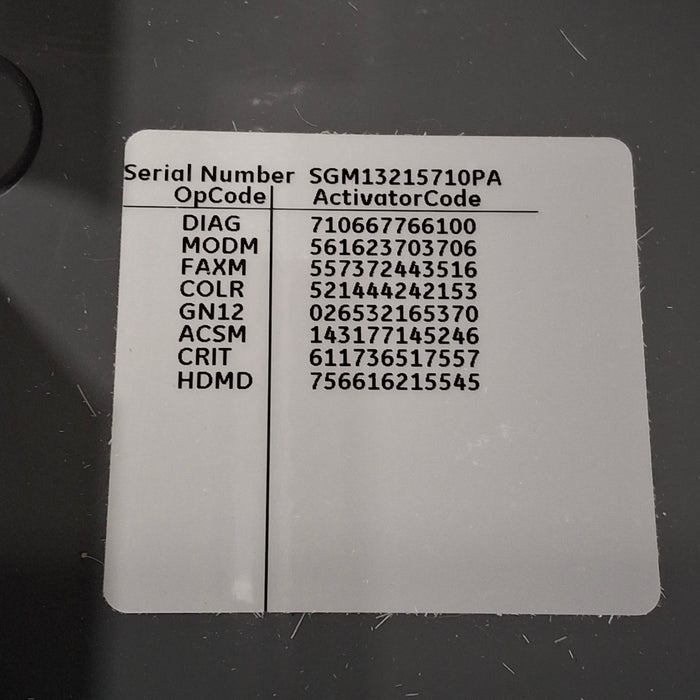 Serial Number SGM13215710PA
OpCode ActivatorCode
DIAG 710667766100
MODM 561623703706
FAXM 557372443516
COLR 521444242153
GN12 026532165370
ACSM 143177145246
CRIT 611736517557
HDMD 756616215545